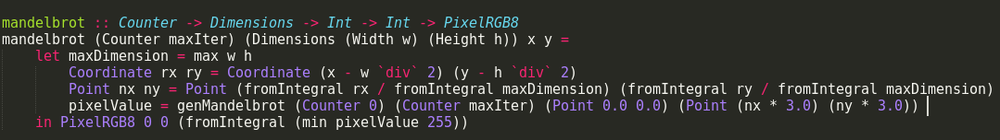 mandelbrot :: Counter -> Dimensions -> Int -> Int -> PixelRGB8
mandelbrot (Counter maxIter) (Dimensions (Width w) (Height h)) x y =
    let maxDimension = max w h
        Coordinate rx ry = Coordinate (x - w `div` 2) (y - h `div` 2)
        Point nx ny = Point (fromIntegral rx / fromIntegral maxDimension) (fromIntegral ry / fromIntegral maxDimension)
        pixelValue = genMandelbrot (Counter 0) (Counter maxIter) (Point 0.0 0.0) (Point (nx * 3.0) (ny * 3.0))
    in PixelRGB8 0 0 (fromIntegral (min pixelValue 255))